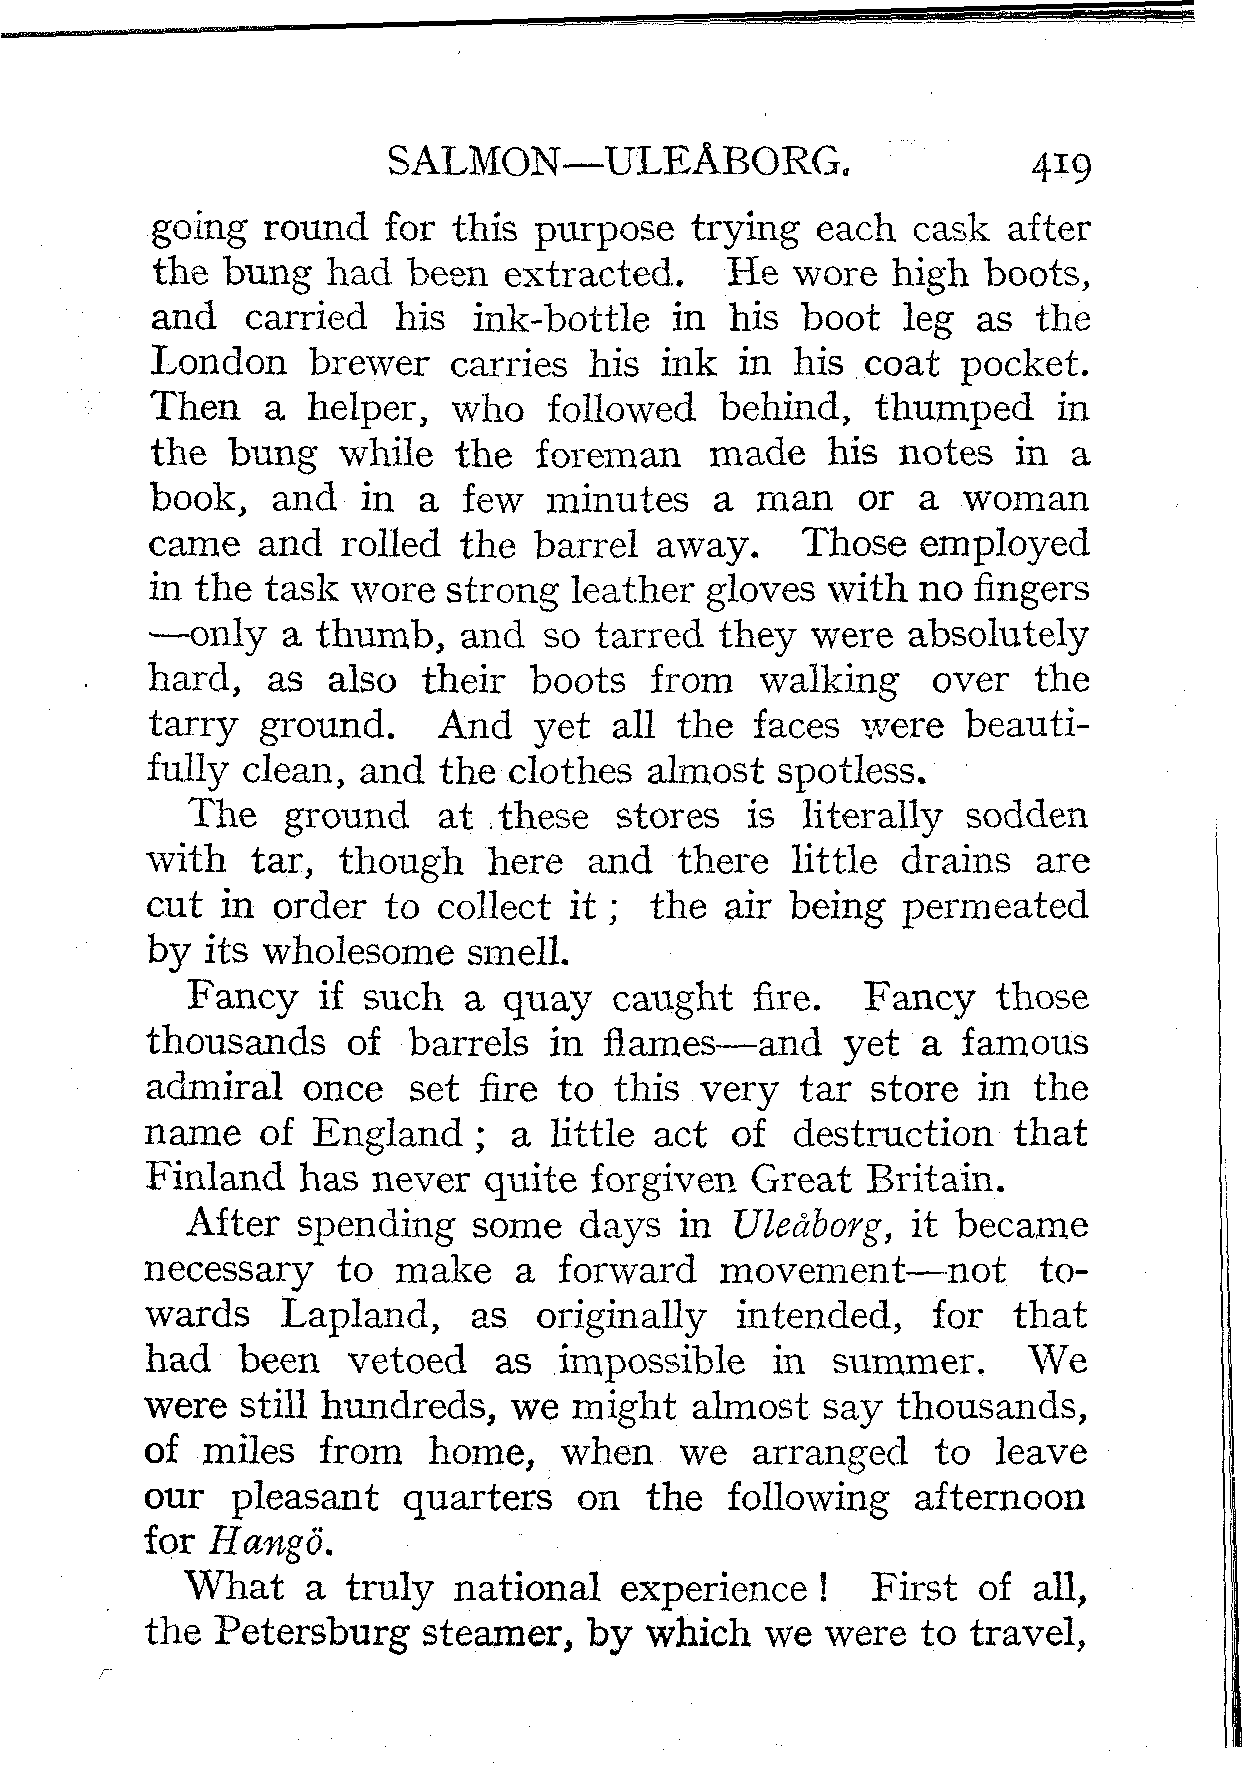 SALMON—ULEÅBORG. 419
going round for this purpose trying each cask after
the bung had been extracted. He wore high boots,
and carried his ink-bottle in his boot leg as the
London brewer carries his ink in his coat pocket.
Then a helper, who followed behind, thumped in
the bung while the foreman made his notes in a
book, and in a few minutes a man or a woman
came and rolled the barrel away. Those employed
in the task wore strong leather gloves with no fingers
—only a thumb, and so tarred they were absolutely
hard, as also their boots from walking over the
tarry ground. And yet all the faces were beauti-
fully clean, and the clothes almost spotless.
The ground at these stores is literally sodden
with tar, though here and there little drains are
cut in order to collect it ; the air being permeated
by its wholesome smell.
Fancy if such a quay caught fire. Fancy those
thousands of barrels in flames—and yet a famous
admiral once set fire to this very tar store in the
name of England ; a little act of destruction that
Finland has never quite forgiven Great Britain.
After spending some days in Uleåborg, it became
necessary to make a forward movement—not to-
wards Lapland, as originally intended, for that
had been vetoed as impossible in summer. We
were still hundreds, we might almost say thousands,
of miles from home, when we arranged to leave
our pleasant quarters on the following afternoon
for Hangö.
What a truly national experience ! First of all,
the Petersburg steamer, by which we were to travel,